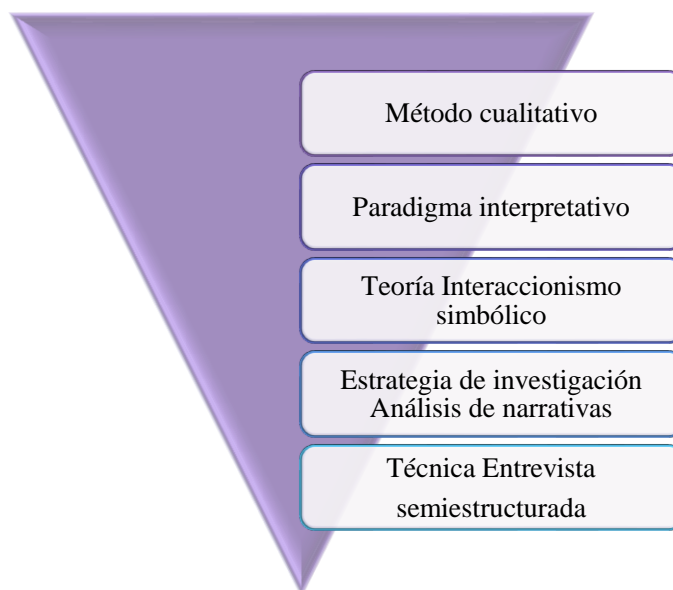 Método cualitativo
Paradigma interpretativo
Teoría Interaccionismo
simbólico
Estrategia de investigación
Análisis de narrativas
Técnica Entrevista
semiestructurada